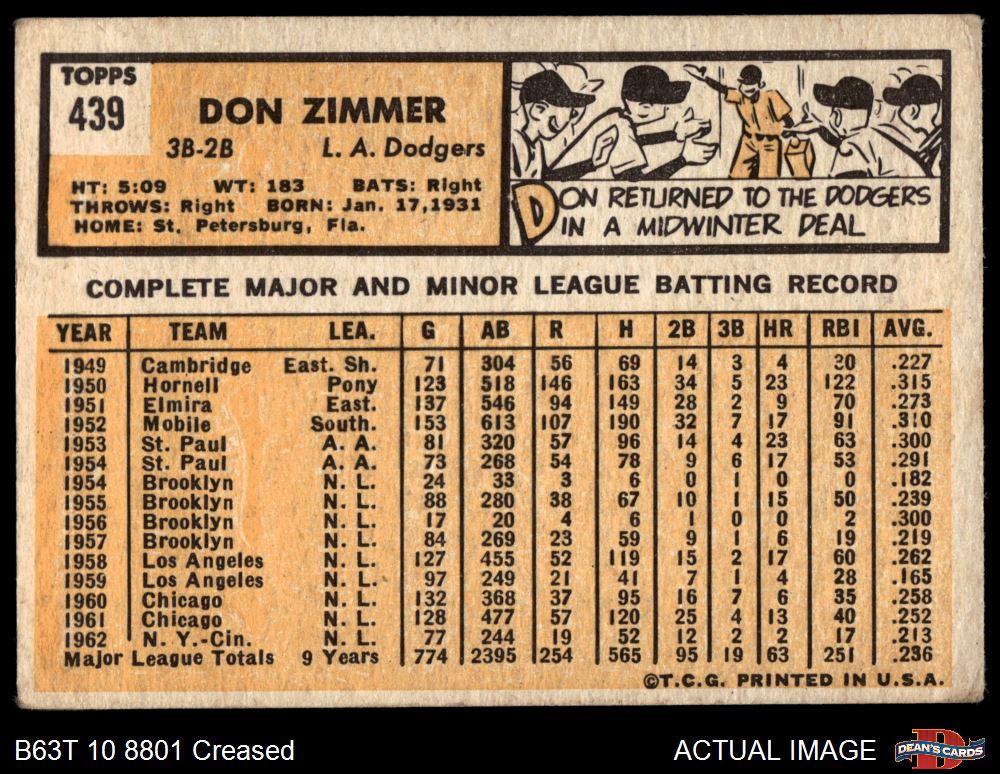 TOPPS
439
DON ZIMMER
3B-2B L. A. Dodgers
HT: 5:09 WT: 183 BATS: Right
THROWS: Right BORN: Jan. 17, 1931
HOME: St. Petersburg, Fla.
DON RETURNED TO THE DODGERS
IN A MIDWINTER DEAL
COMPLETE MAJOR AND MINOR LEAGUE BATTING RECORD
YEAR TEAM LEA. G AB R H 2B 3B HR RBI AVG.
1949 Cambridge East. Sh. 71 304 56 69 14 3 4 30 .227
1950 Hornell Pony 123 518 146 163 34 5 23 122 .315
1951 Elmira East. 137 546 94 149 28 2 9 70 .273
1952 Mobile South. 153 613 107 190 32 7 17 91 .310
1953 St. Paul A. A. 81 320 57 96 14 4 23 63 .300
1954 St. Paul A. A. 73 268 54 78 9 6 17 53 .291
1954 Brooklyn N. L. 24 33 3 6 0 1 0 0 .182
1955 Brooklyn N. L. 88 280 38 67 10 1 15 50 .239
1956 Brooklyn N. L. 17 20 4 6 1 0 0 2 .300
1957 Brooklyn N. L. 84 269 23 59 9 1 6 19 .219
1958 Los Angeles N. L. 127 455 52 119 15 2 17 60 .262
1959 Los Angeles N. L. 97 249 21 41 7 1 4 28 .165
1960 Chicago N. L. 132 368 37 95 16 7 6 35 .258
1961 Chicago N. L. 128 477 57 120 25 4 13 40 .252
1962 N. Y.-Cin. N. L. 77 244 19 52 12 2 2 17 .213
Major League Totals 9 Years 774 2395 254 565 95 19 63 251 .236
©T.C.G. PRINTED IN U.S.A.
B63T 10 8801 Creased ACTUAL IMAGE DEAN'S CARDS